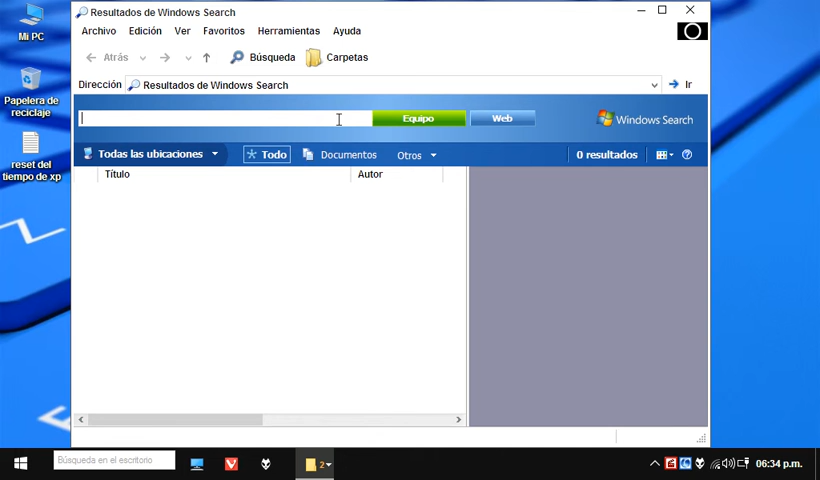 Resultados de Windows Search
Archivo Edición Ver Favoritos Herramientas Ayuda
Atrás Búsqueda Carpetas
Dirección Resultados de Windows Search Ir
Equipo Web Windows Search
Todas las ubicaciones Todo Documentos Otros 0 resultados
Título Autor
Mi PC
Papelera de
reciclaje
reset del
tiempo de xp
Búsqueda en el escritorio 2 06:34 p.m.